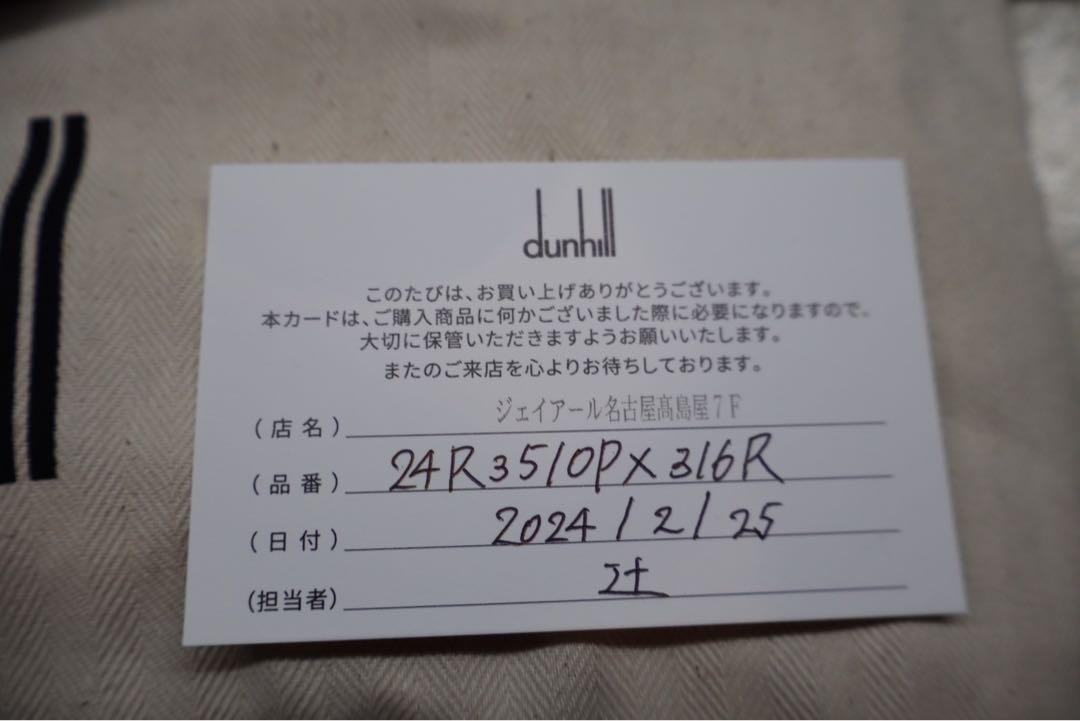 dunhill
このたびは、お買い上げありがとうございます。
本カードは、ご購入商品に何かございました際に必要になりますので、
大切に保管いただきますようお願いいたします。
またのご来店を心よりお待ちしております。
(店名) ジェイアール名古屋髙島屋7F
(品番) 24R3510PX316R
(日付) 2024/2/25
(担当者)